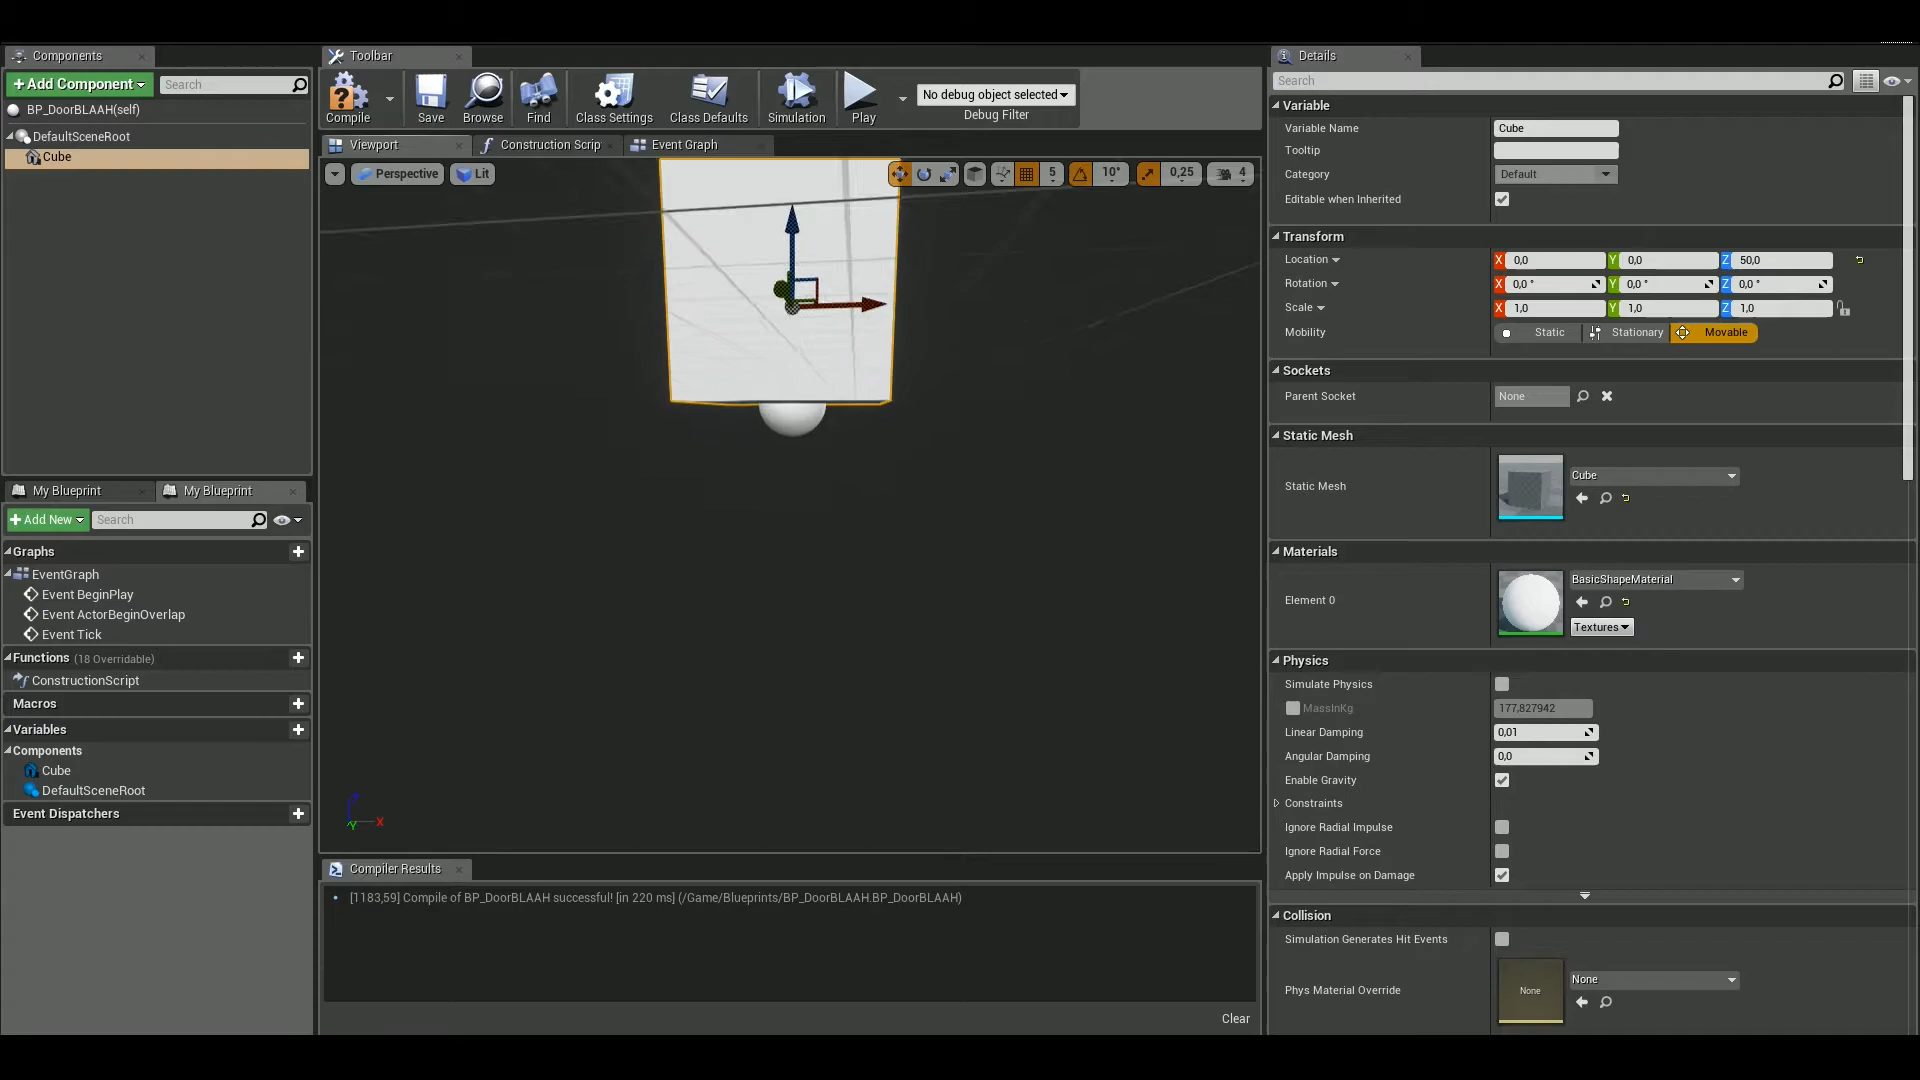 Components
Toolbar
Details
Add Component
Search
Compile
Save
Browse
Find
Class Settings
Class Defaults
Simulation
Play
No debug object selected
Debug Filter
Search
BP_DoorBLAAH(self)
DefaultSceneRoot
Cube
Viewport
Construction Scrip
Event Graph
Perspective
Lit
5
10°
0,25
4
Variable
Variable Name
Cube
Tooltip
Category
Default
Editable when Inherited
Transform
Location
X 0,0
Y 0,0
Z 50,0
Rotation
X 0,0 °
Y 0,0 °
Z 0,0 °
Scale
X 1,0
Y 1,0
Z 1,0
Mobility
Static
Stationary
Movable
Sockets
Parent Socket
None
Static Mesh
Static Mesh
Cube
Materials
Element 0
BasicShapeMaterial
Textures
Physics
Simulate Physics
MassInKg
177,827942
Linear Damping
0,01
Angular Damping
0,0
Enable Gravity
Constraints
Ignore Radial Impulse
Ignore Radial Force
Apply Impulse on Damage
Collision
Simulation Generates Hit Events
Phys Material Override
None
None
My Blueprint
My Blueprint
Add New
Search
Graphs
EventGraph
Event BeginPlay
Event ActorBeginOverlap
Event Tick
Functions (18 Overridable)
ConstructionScript
Macros
Variables
Components
Cube
DefaultSceneRoot
Event Dispatchers
Z
Y
X
Compiler Results
[1183,59] Compile of BP_DoorBLAAH successful! [in 220 ms] (/Game/Blueprints/BP_DoorBLAAH.BP_DoorBLAAH)
Clear